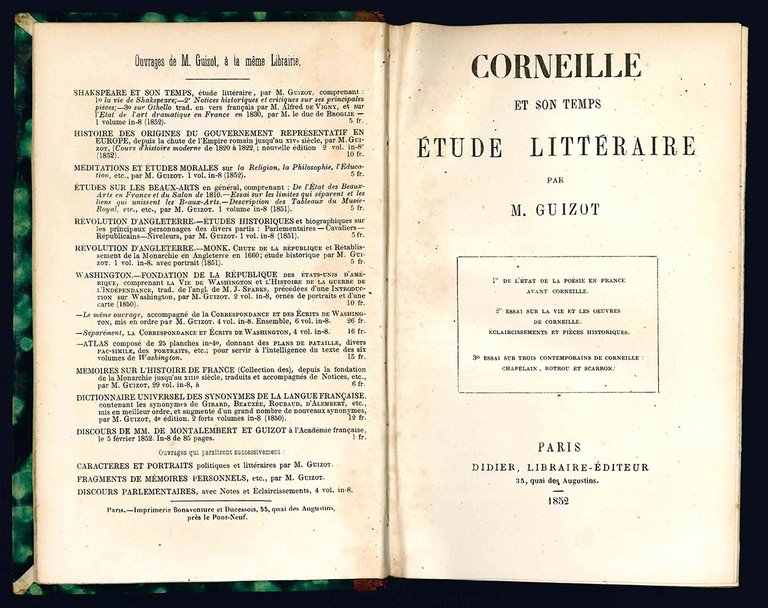 Ouvrages de M. Guizot, à la même Librairie.
SHAKSPEARE ET SON TEMPS, étude littéraire, par M. GUIZOT, comprenant :
1o la vie de Shakspeare;—2o Notices historiques et critiques sur ses principales
pièces;—3o sur Othello trad. en vers français par M. Alfred DE VIGNY, et sur
l'Etat de l'art dramatique en France en 1830, par M. le duc de BROGLIE —
1 volume in-8 (1852). 5 fr.
HISTOIRE DES ORIGINES DU GOUVERNEMENT REPRÉSENTATIF EN
EUROPE, depuis la chute de l'Empire romain jusqu'au XIVe siècle, par M. GUI-
ZOT, (Cours d'histoire moderne de 1820 à 1822; nouvelle édition 2 vol. in-8o
(1852). 10 fr.
MÉDITATIONS ET ETUDES MORALES sur la Religion, la Philosophie, l'Éduca-
tion, etc., par M. GUIZOT. 1 vol. in-8 (1852). 5 fr.
ÉTUDES SUR LES BEAUX-ARTS en général, comprenant : De l'État des Beaux-
Arts en France et du Salon de 1810.—Essai sur les limites qui séparent et les
liens qui unissent les Beaux-Arts.—Description des Tableaux du Musée-
Royal, etc., etc., par M. GUIZOT. 1 volume in-8 (1851). 5 fr.
RÉVOLUTION D'ANGLETERRE.—ÉTUDES HISTORIQUES et biographiques sur
les principaux personnages des divers partis : Parlementaires — Cavaliers —
Républicains—Niveleurs, par M. GUIZOT. 1 vol. in-8 (1851). 5 fr.
RÉVOLUTION D'ANGLETERRE.—MONK. CHUTE DE LA RÉPUBLIQUE et Rétablis-
sement de la Monarchie en Angleterre en 1660; étude historique par M. GUI-
ZOT. 1 vol. in-8. avec portrait (1851). 5 fr.
WASHINGTON.—FONDATION DE LA RÉPUBLIQUE DES ÉTATS-UNIS D'AMÉ-
RIQUE, comprenant LA VIE DE WASHINGTON et L'HISTOIRE DE LA GUERRE DE
L'INDÉPENDANCE, trad. de l'angl. de M. J. SPARKS, précédées d'une INTRODUC-
TION sur Washington, par M. GUIZOT. 2 vol. in-8, ornés de portraits et d'une
carte (1850). 10 fr.
—Le même ouvrage, accompagné de la CORRESPONDANCE ET DES ÉCRITS DE WASHING-
TON, mis en ordre par M. GUIZOT. 4 vol. Ensemble, 6 vol. in-8. 26 fr.
—Séparément, LA CORRESPONDANCE ET ÉCRITS DE WASHINGTON, 4 vol. in-8. 16 fr.
—ATLAS composé de 25 planches in-4o, donnant des PLANS DE BATAILLE, divers
FAC-SIMILE, DES PORTRAITS, etc.; pour servir à l'intelligence du texte des six
volumes de Washington. 15 fr.
MEMOIRES SUR L'HISTOIRE DE FRANCE (Collection des), depuis la fondation
de la Monarchie jusqu'au XIIIe siècle, traduits et accompagnés de Notices, etc.,
par M. GUIZOT, 29 vol. in-8, à 6 fr.
DICTIONNAIRE UNIVERSEL DES SYNONYMES DE LA LANGUE FRANÇAISE,
contenant les synonymes de GIRARD, BEAUZÉE, ROUBAUD, D'ALEMBERT, etc.,
mis en meilleur ordre, et augmenté d'un grand nombre de nouveaux synonymes,
par M. GUIZOT, 4e édition. 2 forts volumes in-8 (1850). 12 fr.
DISCOURS DE MM. DE MONTALEMBERT ET GUIZOT à l'Académie française,
le 5 février 1852. In-8 de 85 pages. 1 fr.
Ouvrages qui paraîtront successivement :
CARACTÈRES ET PORTRAITS politiques et littéraires par M. GUIZOT.
FRAGMENTS DE MÉMOIRES PERSONNELS, etc., par M. GUIZOT.
DISCOURS PARLEMENTAIRES, avec Notes et Éclaircissements, 4 vol. in-8.
Paris.—Imprimerie Bonaventure et Ducessois, 55, quai des Augustins,
près le Pont-Neuf.
CORNEILLE
ET SON TEMPS
ÉTUDE LITTÉRAIRE
PAR
M. GUIZOT
1o DE L'ÉTAT DE LA POÉSIE EN FRANCE
AVANT CORNEILLE.
2o ESSAI SUR LA VIE ET LES OEUVRES
DE CORNEILLE.
ECLAIRCISSEMENTS ET PIÈCES HISTORIQUES.
3o ESSAI SUR TROIS CONTEMPORAINS DE CORNEILLE :
CHAPELAIN, ROTROU ET SCARRON.
PARIS
DIDIER, LIBRAIRE-ÉDITEUR
35, quai des Augustins.
1852